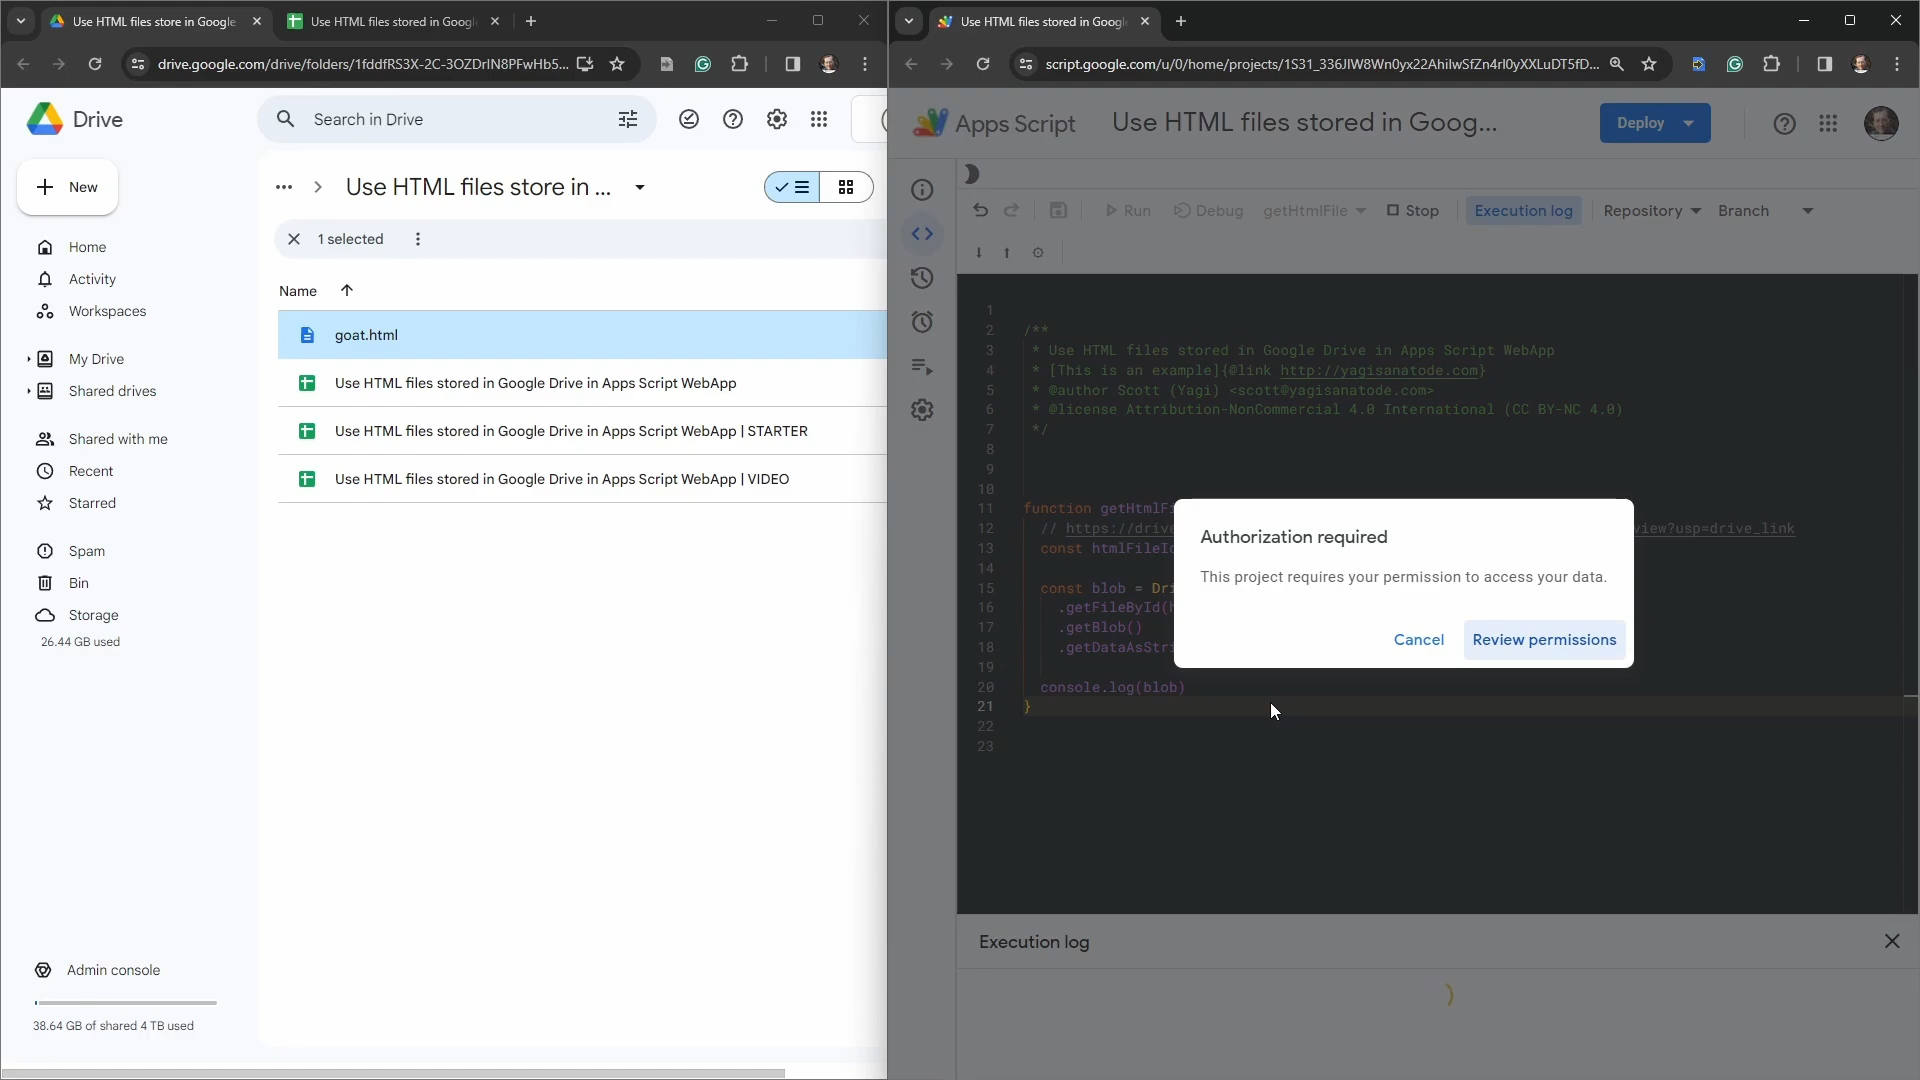 Use HTML files store in Google
Use HTML files stored in Goog
Use HTML files stored in Goog
drive.google.com/drive/folders/1fddfRS3X-2C-3OZDrIN8PFwHb5...
script.google.com/u/0/home/projects/1S31_336JIW8Wn0yx22AhiIwSfZn4rl0yXXLuDT5fD...
Drive
Search in Drive
New
Home
Activity
Workspaces
My Drive
Shared drives
Shared with me
Recent
Starred
Spam
Bin
Storage
26.44 GB used
Admin console
38.64 GB of shared 4 TB used
Use HTML files store in ...
1 selected
Name
goat.html
Use HTML files stored in Google Drive in Apps Script WebApp
Use HTML files stored in Google Drive in Apps Script WebApp | STARTER
Use HTML files stored in Google Drive in Apps Script WebApp | VIDEO
Apps Script
Use HTML files stored in Goog...
Deploy
Run
Debug
getHtmlFile
Stop
Execution log
Repository
Branch
1
2 /**
3 * Use HTML files stored in Google Drive in Apps Script WebApp
4 * [This is an example]{@link http://yagisanatode.com}
5 * @author Scott (Yagi) <scott@yagisanatode.com>
6 * @license Attribution-NonCommercial 4.0 International (CC BY-NC 4.0)
7 */
8
9
10
11 function getHtmlFi
12 // https://drive view?usp=drive_link
13 const htmlFileId
14
15 const blob = Dri
16 .getFileById(
17 .getBlob()
18 .getDataAsStri
19
20 console.log(blob)
21 }
22
23
Authorization required
This project requires your permission to access your data.
Cancel
Review permissions
Execution log